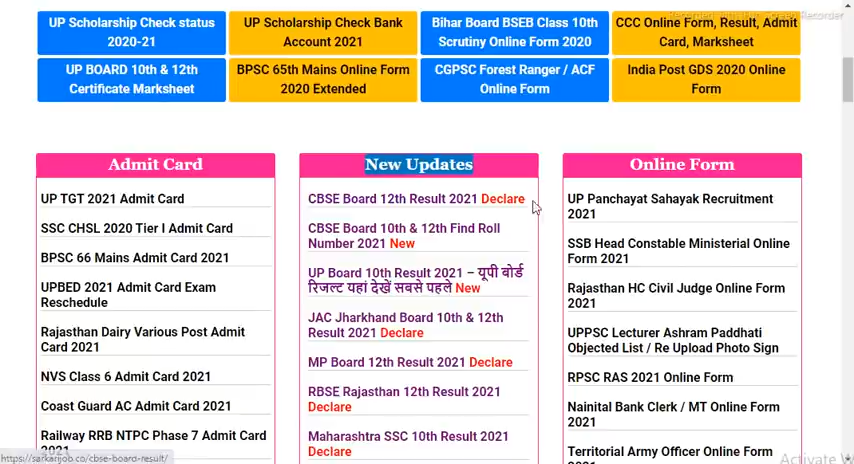 UP Scholarship Check status
2020-21
UP Scholarship Check Bank
Account 2021
Bihar Board BSEB Class 10th
Scrutiny Online Form 2020
CCC Online Form, Result, Admit
Card, Marksheet
UP BOARD 10th & 12th
Certificate Marksheet
BPSC 65th Mains Online Form
2020 Extended
CGPSC Forest Ranger / ACF
Online Form
India Post GDS 2020 Online
Form
Admit Card
UP TGT 2021 Admit Card
SSC CHSL 2020 Tier I Admit Card
BPSC 66 Mains Admit Card 2021
UPBED 2021 Admit Card Exam
Reschedule
Rajasthan Dairy Various Post Admit
Card 2021
NVS Class 6 Admit Card 2021
Coast Guard AC Admit Card 2021
Railway RRB NTPC Phase 7 Admit Card
2021
New Updates
CBSE Board 12th Result 2021 Declare
CBSE Board 10th & 12th Find Roll
Number 2021 New
UP Board 10th Result 2021 – यूपी बोर्ड
रिजल्ट यहां देखें सबसे पहले New
JAC Jharkhand Board 10th & 12th
Result 2021 Declare
MP Board 12th Result 2021 Declare
RBSE Rajasthan 12th Result 2021
Declare
Maharashtra SSC 10th Result 2021
Declare
Online Form
UP Panchayat Sahayak Recruitment
2021
SSB Head Constable Ministerial Online
Form 2021
Rajasthan HC Civil Judge Online Form
2021
UPPSC Lecturer Ashram Paddhati
Objected List / Re Upload Photo Sign
RPSC RAS 2021 Online Form
Nainital Bank Clerk / MT Online Form
2021
Territorial Army Officer Online Form
https://sarkarijob.co/cbse-board-result/
Activate W